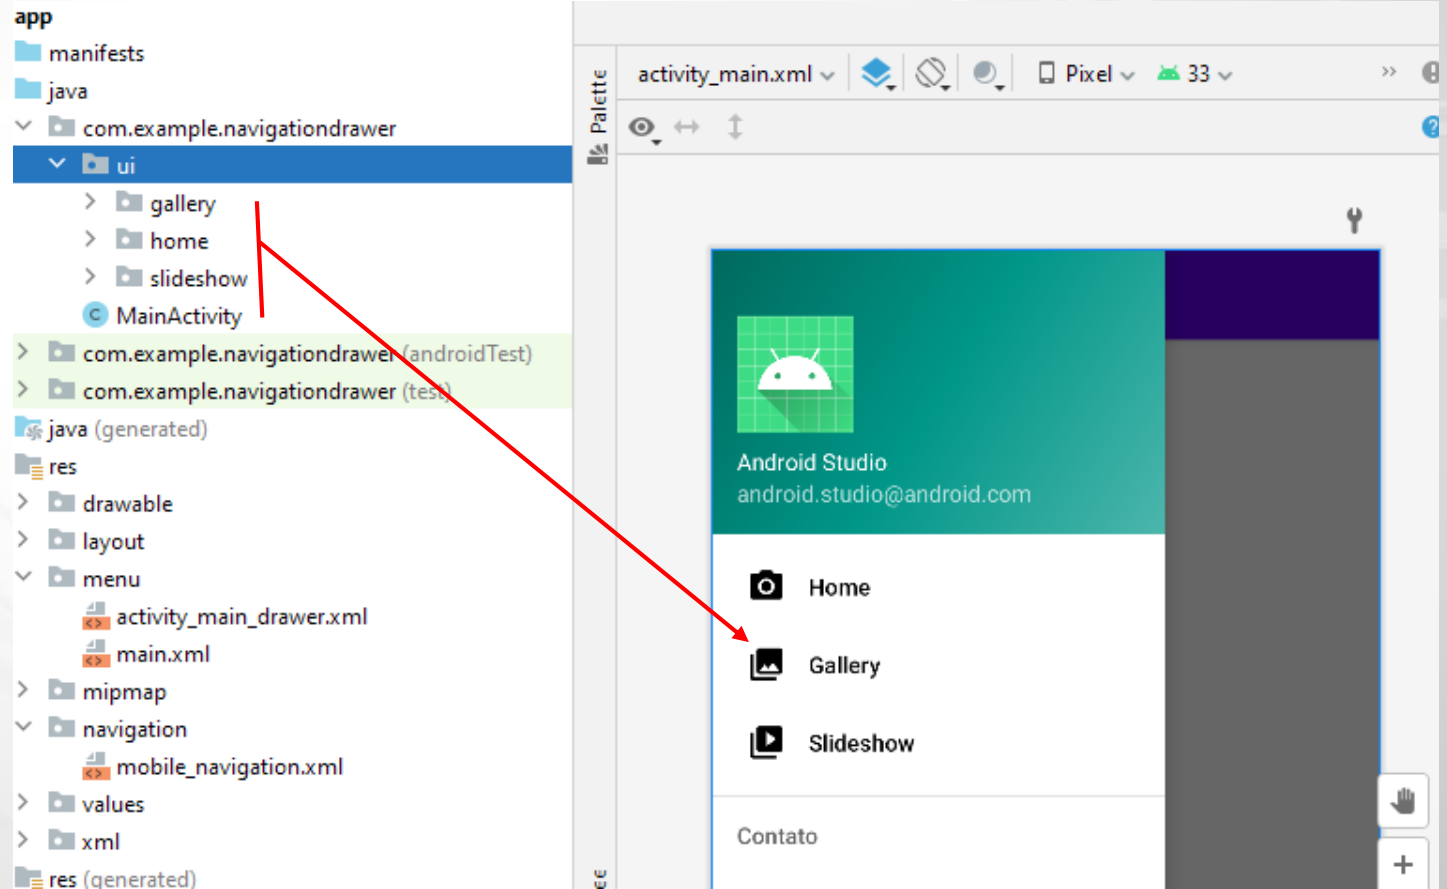 app
manifests
java
com.example.navigationdrawer
ui
gallery
home
slideshow
MainActivity
com.example.navigationdrawer (androidTest)
com.example.navigationdrawer (test)
java (generated)
res
drawable
layout
menu
activity_main_drawer.xml
main.xml
mipmap
navigation
mobile_navigation.xml
values
xml
res (generated)
Palette
activity_main.xml
Pixel
33
Android Studio
android.studio@android.com
Home
Gallery
Slideshow
Contato